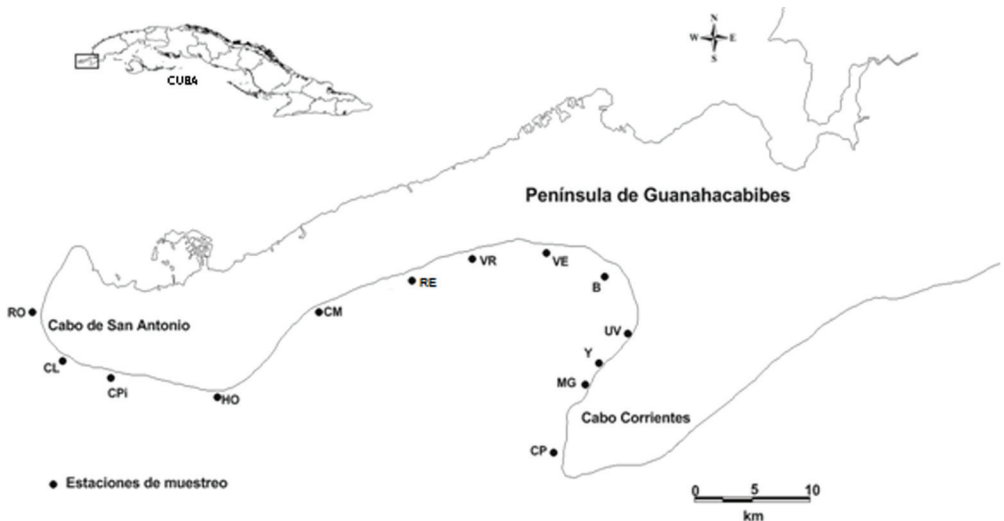 N
W E
S
CUBA
Península de Guanahacabibes
VR
VE
B
RE
RO
Cabo de San Antonio
CM
UV
CL
Y
CPi
MG
HO
Cabo Corrientes
CP
Estaciones de muestreo
0 5 10
km